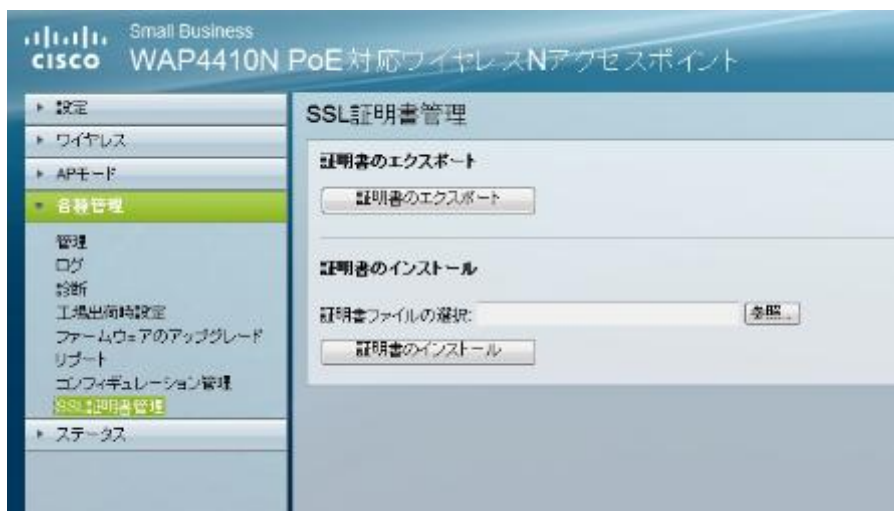 Small Business
CISCO WAP4410N PoE対応ワイヤレスNアクセスポイント
設定
ワイヤレス
APモード
各種管理
管理
ログ
診断
工場出荷時設定
ファームウェアのアップグレード
リブート
コンフィギュレーション管理
SSL証明書管理
ステータス
SSL証明書管理
証明書のエクスポート
証明書のエクスポート
証明書のインストール
証明書ファイルの選択:
参照...
証明書のインストール